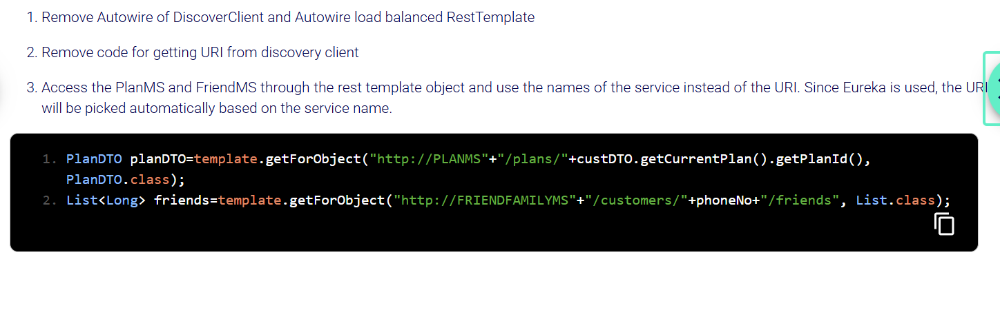 1. Remove Autowire of DiscoverClient and Autowire load balanced RestTemplate
2. Remove code for getting URI from discovery client
3. Access the PlanMS and FriendMS through the rest template object and use the names of the service instead of the URI. Since Eureka is used, the URI
will be picked automatically based on the service name.
1. PlanDTO planDTO=template.getForObject("http://PLANMS"+"/plans/"+custDTO.getCurrentPlan().getPlanId(),
PlanDTO.class);
2. List<Long> friends=template.getForObject("http://FRIENDFAMILYMS"+"/customers/"+phoneNo+"/friends", List.class);